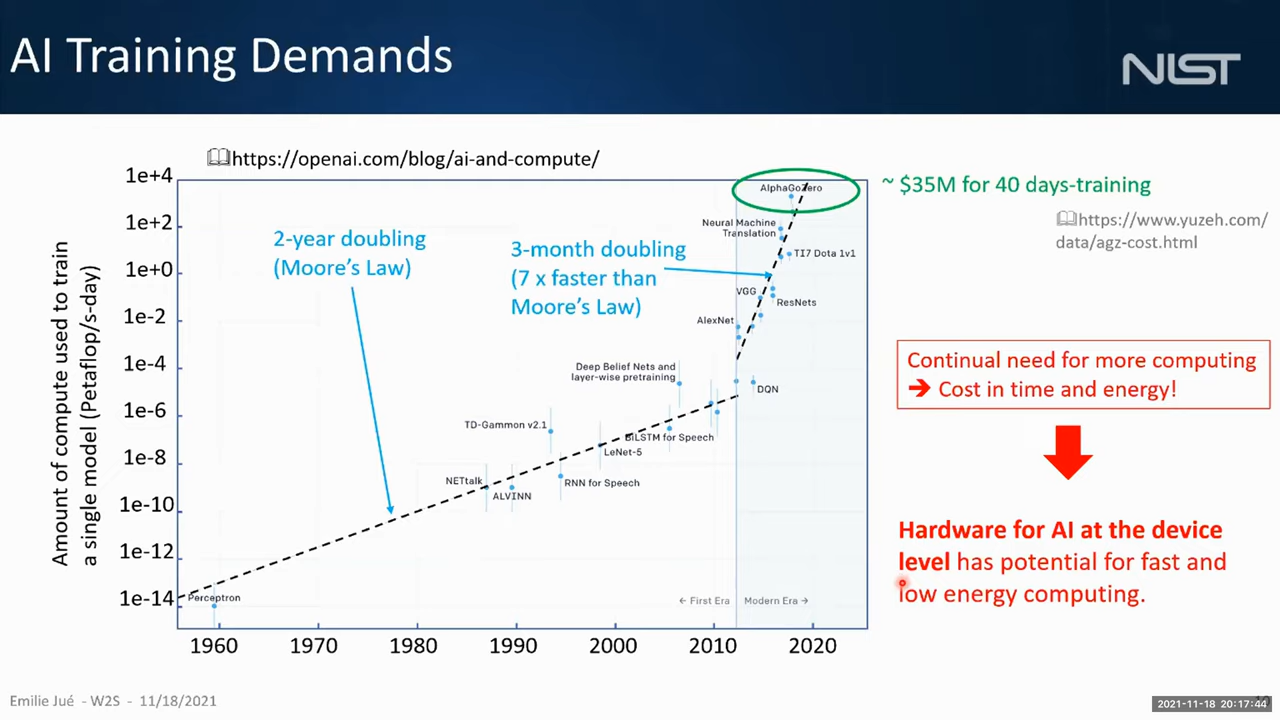 AI Training Demands
NIST
https://openai.com/blog/ai-and-compute/
Amount of compute used to train
a single model (Petaflop/s-day)
1e+4
1e+2
1e+0
1e-2
1e-4
1e-6
1e-8
1e-10
1e-12
1e-14
2-year doubling
(Moore's Law)
3-month doubling
(7 x faster than
Moore's Law)
AlphaGoZero
Neural Machine
Translation
TI7 Dota 1v1
VGG
ResNets
AlexNet
Deep Belief Nets and
layer-wise pretraining
DQN
TD-Gammon v2.1
BiLSTM for Speech
LeNet-5
NETtalk
RNN for Speech
ALVINN
Perceptron
← First Era
Modern Era →
1960
1970
1980
1990
2000
2010
2020
~ $35M for 40 days-training
https://www.yuzeh.com/
data/agz-cost.html
Continual need for more computing
➔ Cost in time and energy!
Hardware for AI at the device
level has potential for fast and
low energy computing.
Emilie Jué - W2S - 11/18/2021
2021-11-18 20:17:44